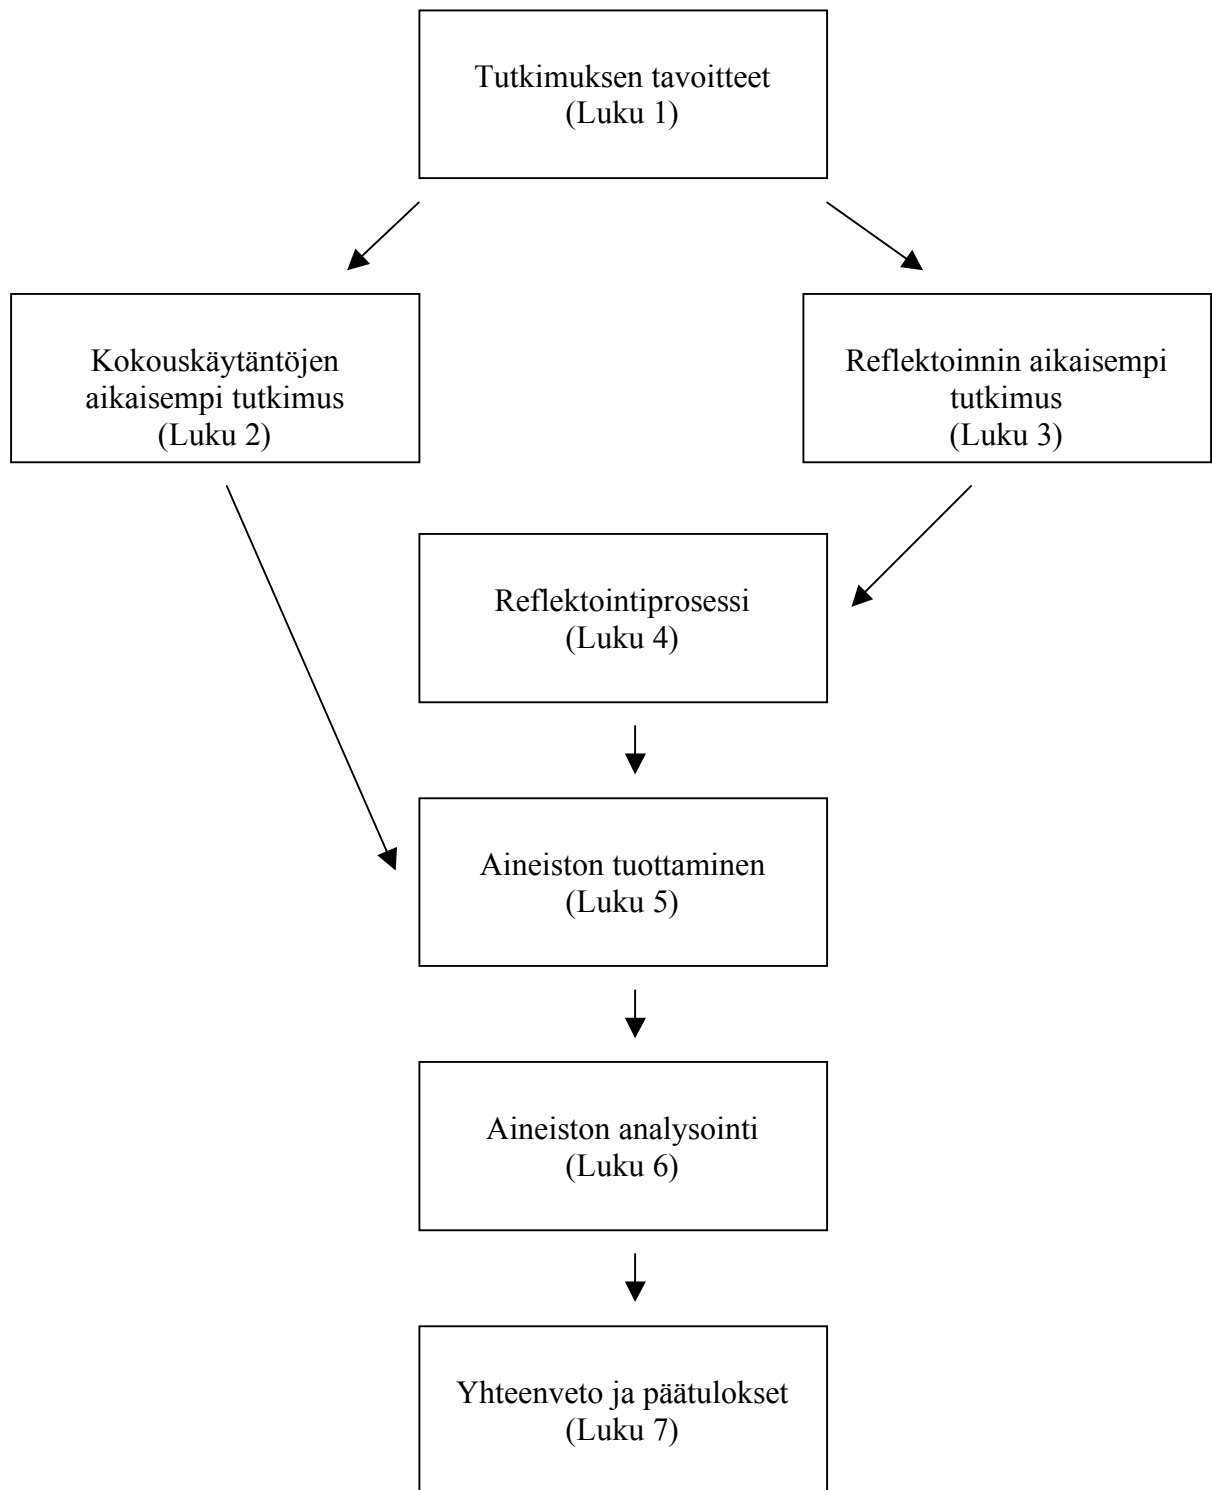 Tutkimuksen tavoitteet
(Luku 1)
Kokouskäytäntöjen
aikaisempi tutkimus
(Luku 2)
Reflektoinnin aikaisempi
tutkimus
(Luku 3)
Reflektointiprosessi
(Luku 4)
Aineiston tuottaminen
(Luku 5)
Aineiston analysointi
(Luku 6)
Yhteenveto ja päätulokset
(Luku 7)